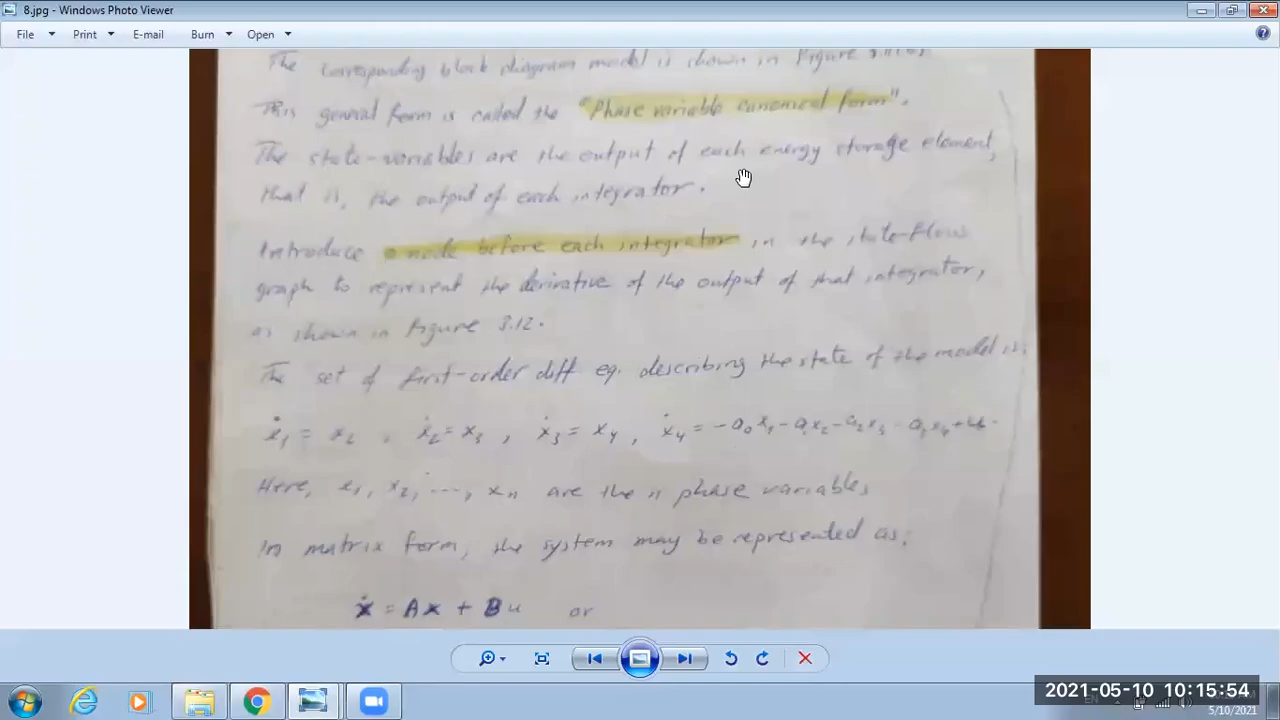 8.jpg - Windows Photo Viewer
File Print E-mail Burn Open
The corresponding block diagram model is shown in Figure
This general form is called the "Phase variable canonical form".
The state-variables are the output of each energy storage element,
that is, the output of each integrator.
Introduce a node before each integrator in the state-flow
graph to represent the derivative of the output of that integrator,
as shown in Figure 3.12.
The set of first-order diff eq. describing the state of the model is:
ẋ1 = x2 , ẋ2 = x3 , ẋ3 = x4 , ẋ4 = -a0x1 - a1x2 - a2x3 - a3x4 + u
Here, x1, x2, ...., xn are the n phase variables
In matrix form, the system may be represented as:
ẋ = Ax + Bu or
2021-05-10 10:15:54
EN
5/10/2021